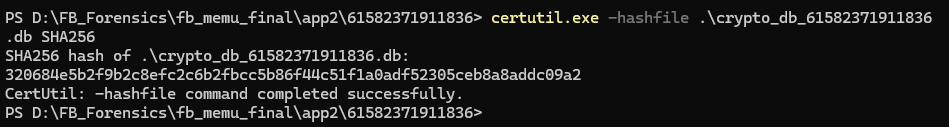 PS D:\FB_Forensics\fb_memu_final\app2\61582371911836> certutil.exe -hashfile .\crypto_db_61582371911836
.db SHA256
SHA256 hash of .\crypto_db_61582371911836.db:
320684e5b2f9b2c8efc2c6b2fbcc5b86f44c51f1a0adf52305ceb8a8addc09a2
CertUtil: -hashfile command completed successfully.
PS D:\FB_Forensics\fb_memu_final\app2\61582371911836>